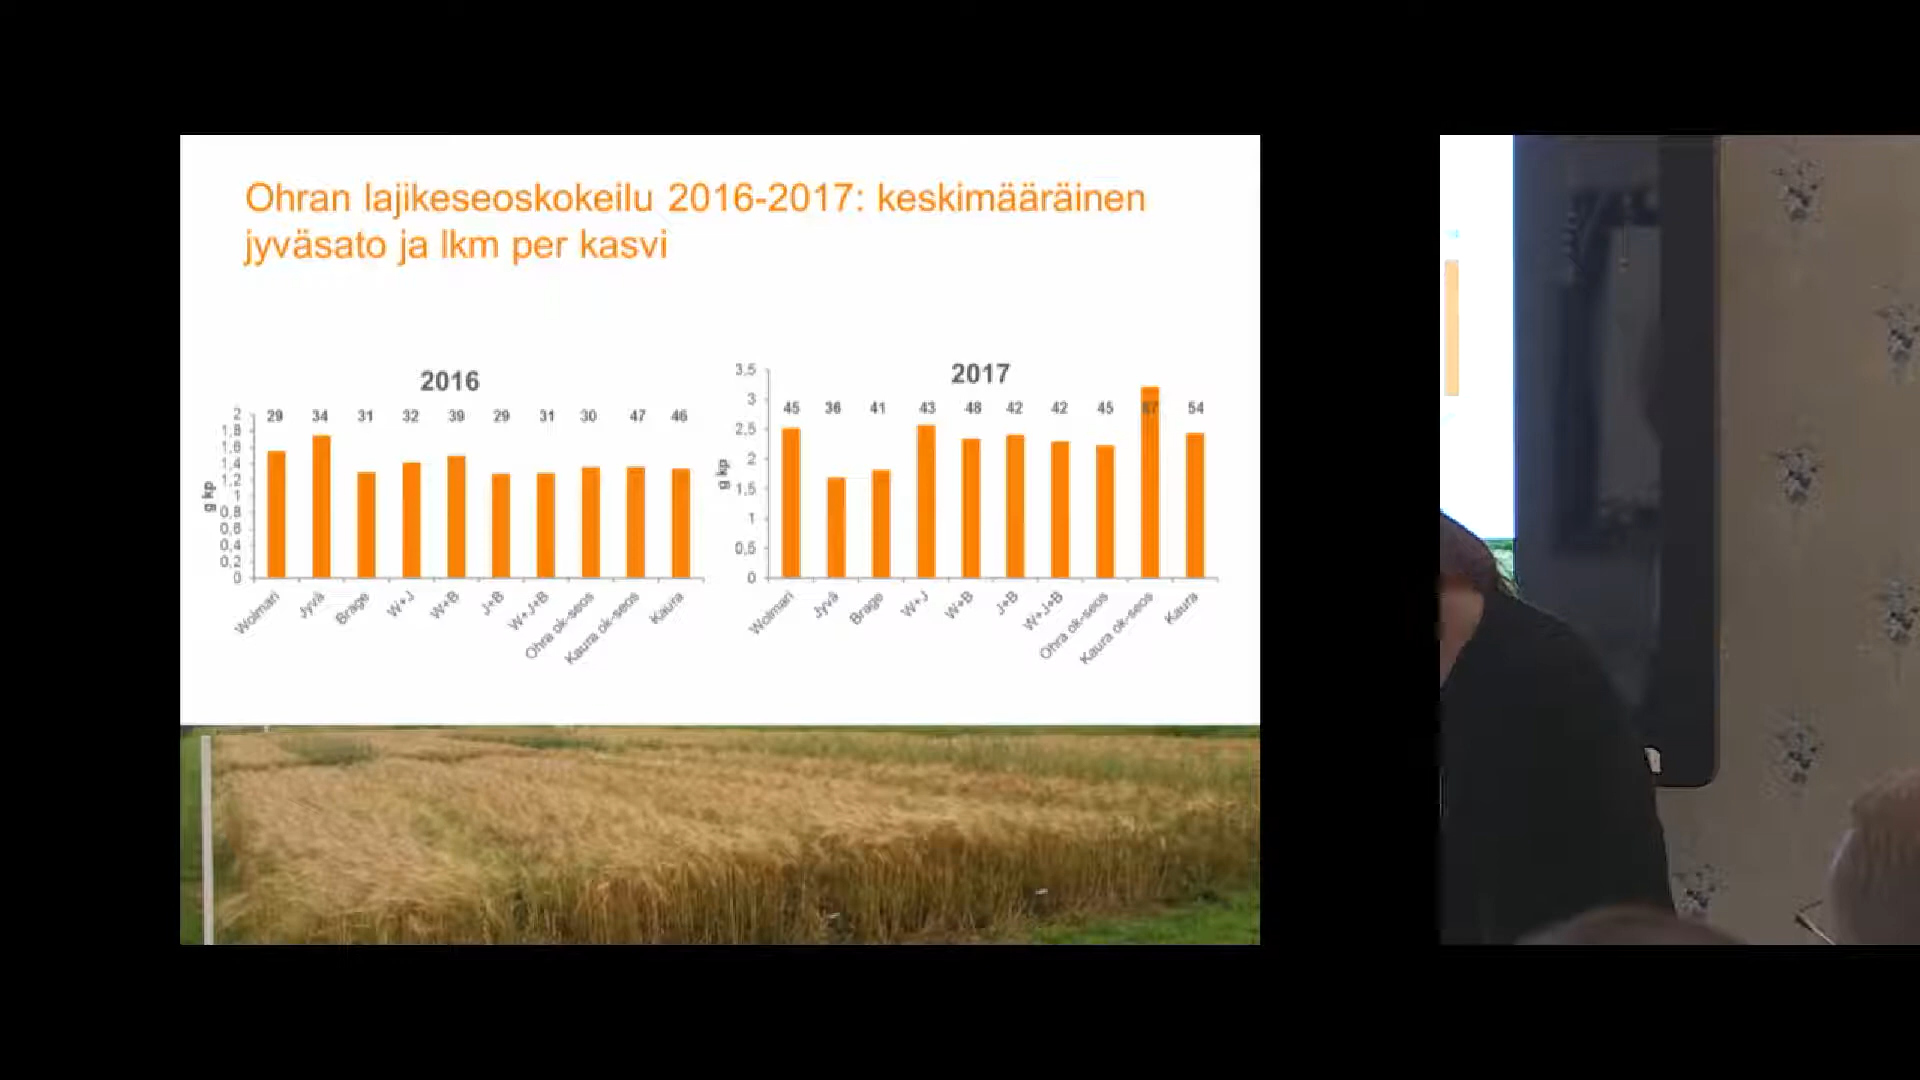 Ohran lajikeseoskokeilu 2016-2017: keskimääräinen
jyväsato ja lkm per kasvi
2016
29 34 31 32 39 29 31 30 47 46
2
1,8
1,6
1,4
1,2
1
0,8
0,6
0,4
0,2
0
g kp
Wolmari Jyvä Brage W+J W+B J+B W+J+B Ohra ok-seos Kaura ok-seos Kaura
2017
45 36 41 43 48 42 42 45 54
3,5
3
2,5
2
1,5
1
0,5
0
g kp
Wolmari Jyvä Brage W+J W+B J+B W+J+B Ohra ok-seos Kaura ok-seos Kaura